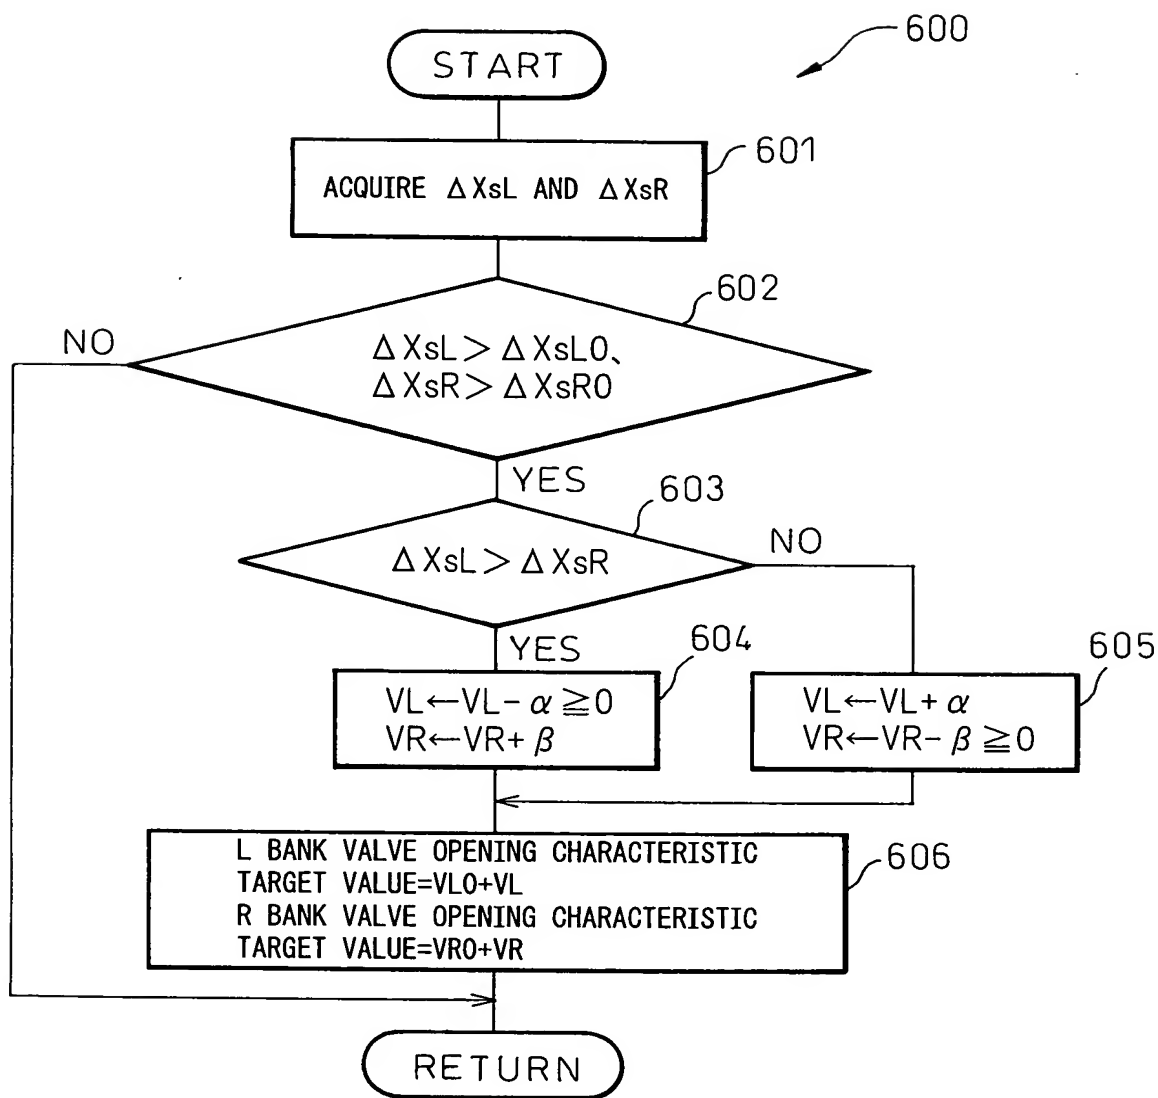 600
START
601
ACQUIRE ΔXsL AND ΔXsR
602
NO
ΔXsL>ΔXsL0、
ΔXsR>ΔXsR0
YES
603
ΔXsL>ΔXsR
NO
YES
604
VL←VL-α≧0
VR←VR+β
605
VL←VL+α
VR←VR-β≧0
606
L BANK VALVE OPENING CHARACTERISTIC
TARGET VALUE=VL0+VL
R BANK VALVE OPENING CHARACTERISTIC
TARGET VALUE=VR0+VR
RETURN